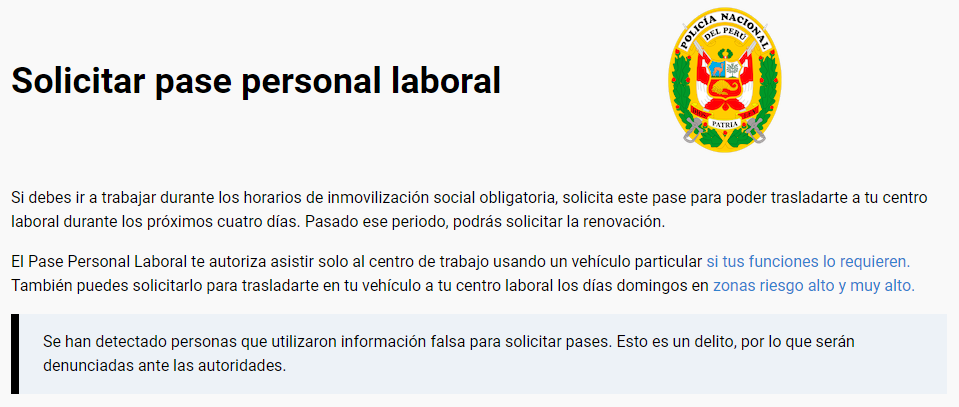 POLICÍA NACIONAL
DEL PERÚ
PATRIA
Solicitar pase personal laboral
Si debes ir a trabajar durante los horarios de inmovilización social obligatoria, solicita este pase para poder trasladarte a tu centro
laboral durante los próximos cuatro días. Pasado ese periodo, podrás solicitar la renovación.
El Pase Personal Laboral te autoriza asistir solo al centro de trabajo usando un vehículo particular si tus funciones lo requieren.
También puedes solicitarlo para trasladarte en tu vehículo a tu centro laboral los días domingos en zonas riesgo alto y muy alto.
Se han detectado personas que utilizaron información falsa para solicitar pases. Esto es un delito, por lo que serán
denunciadas ante las autoridades.